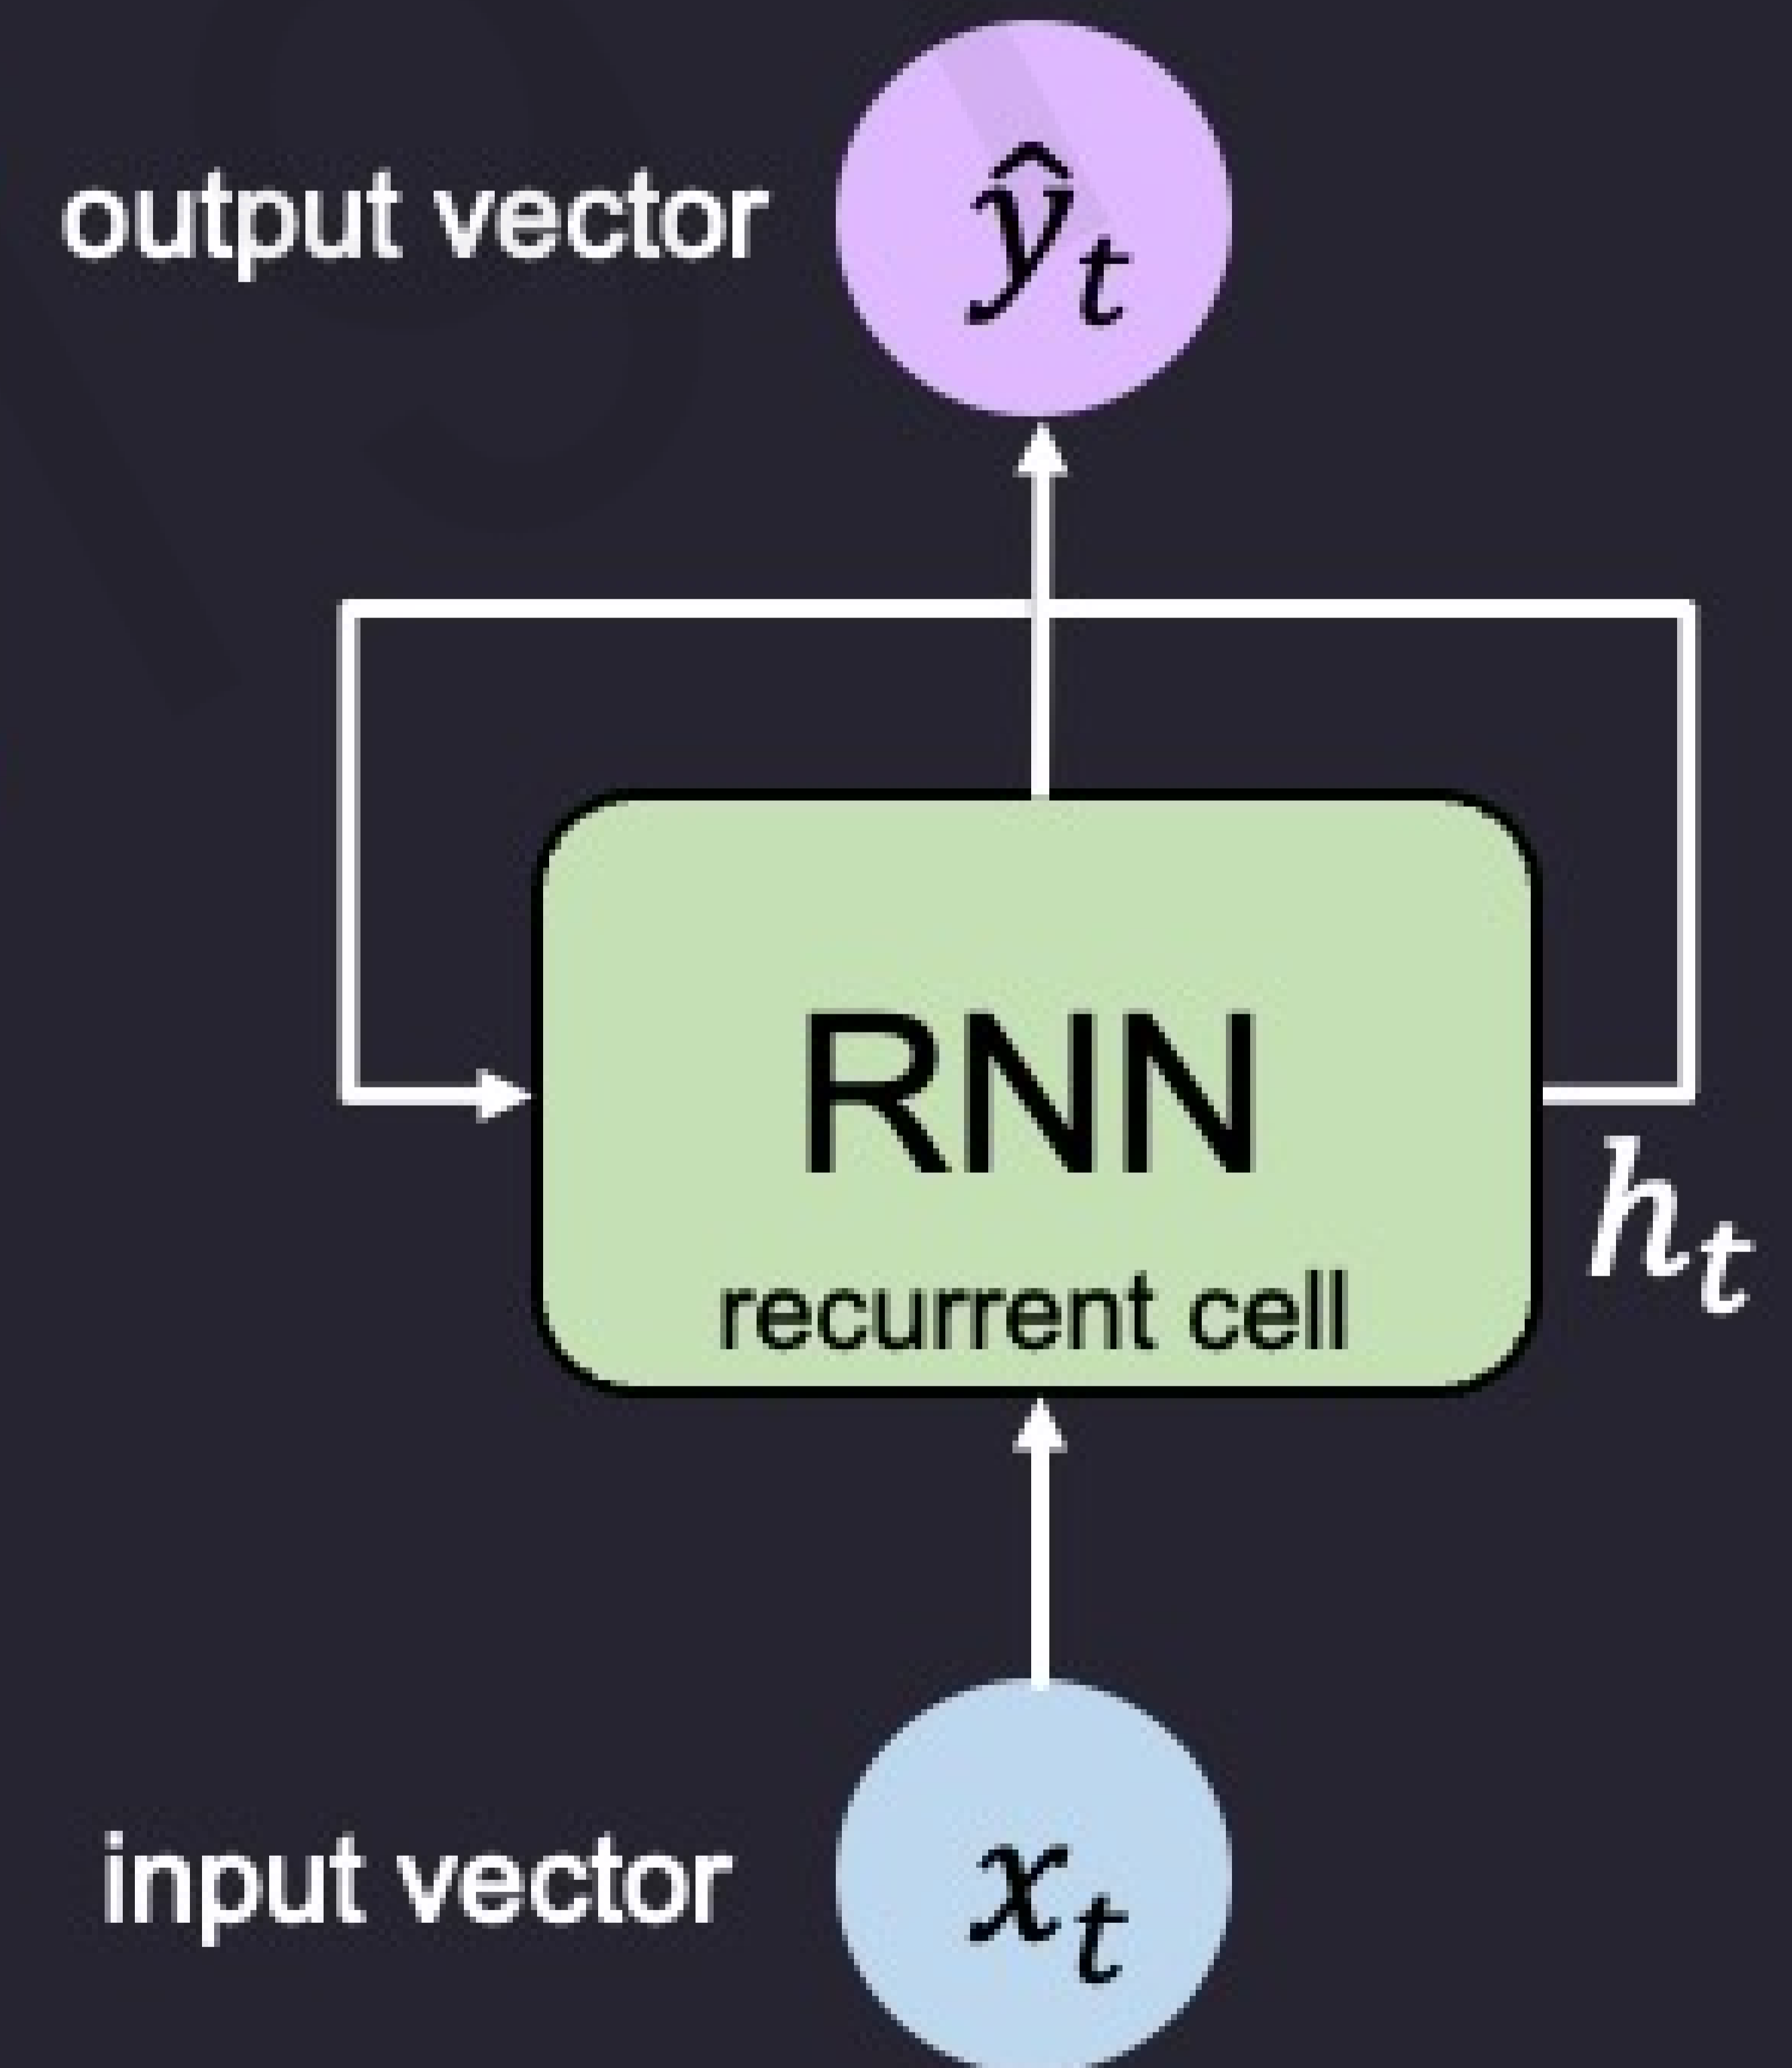 output vector
ŷt
RNN
recurrent cell
ht
input vector
xt